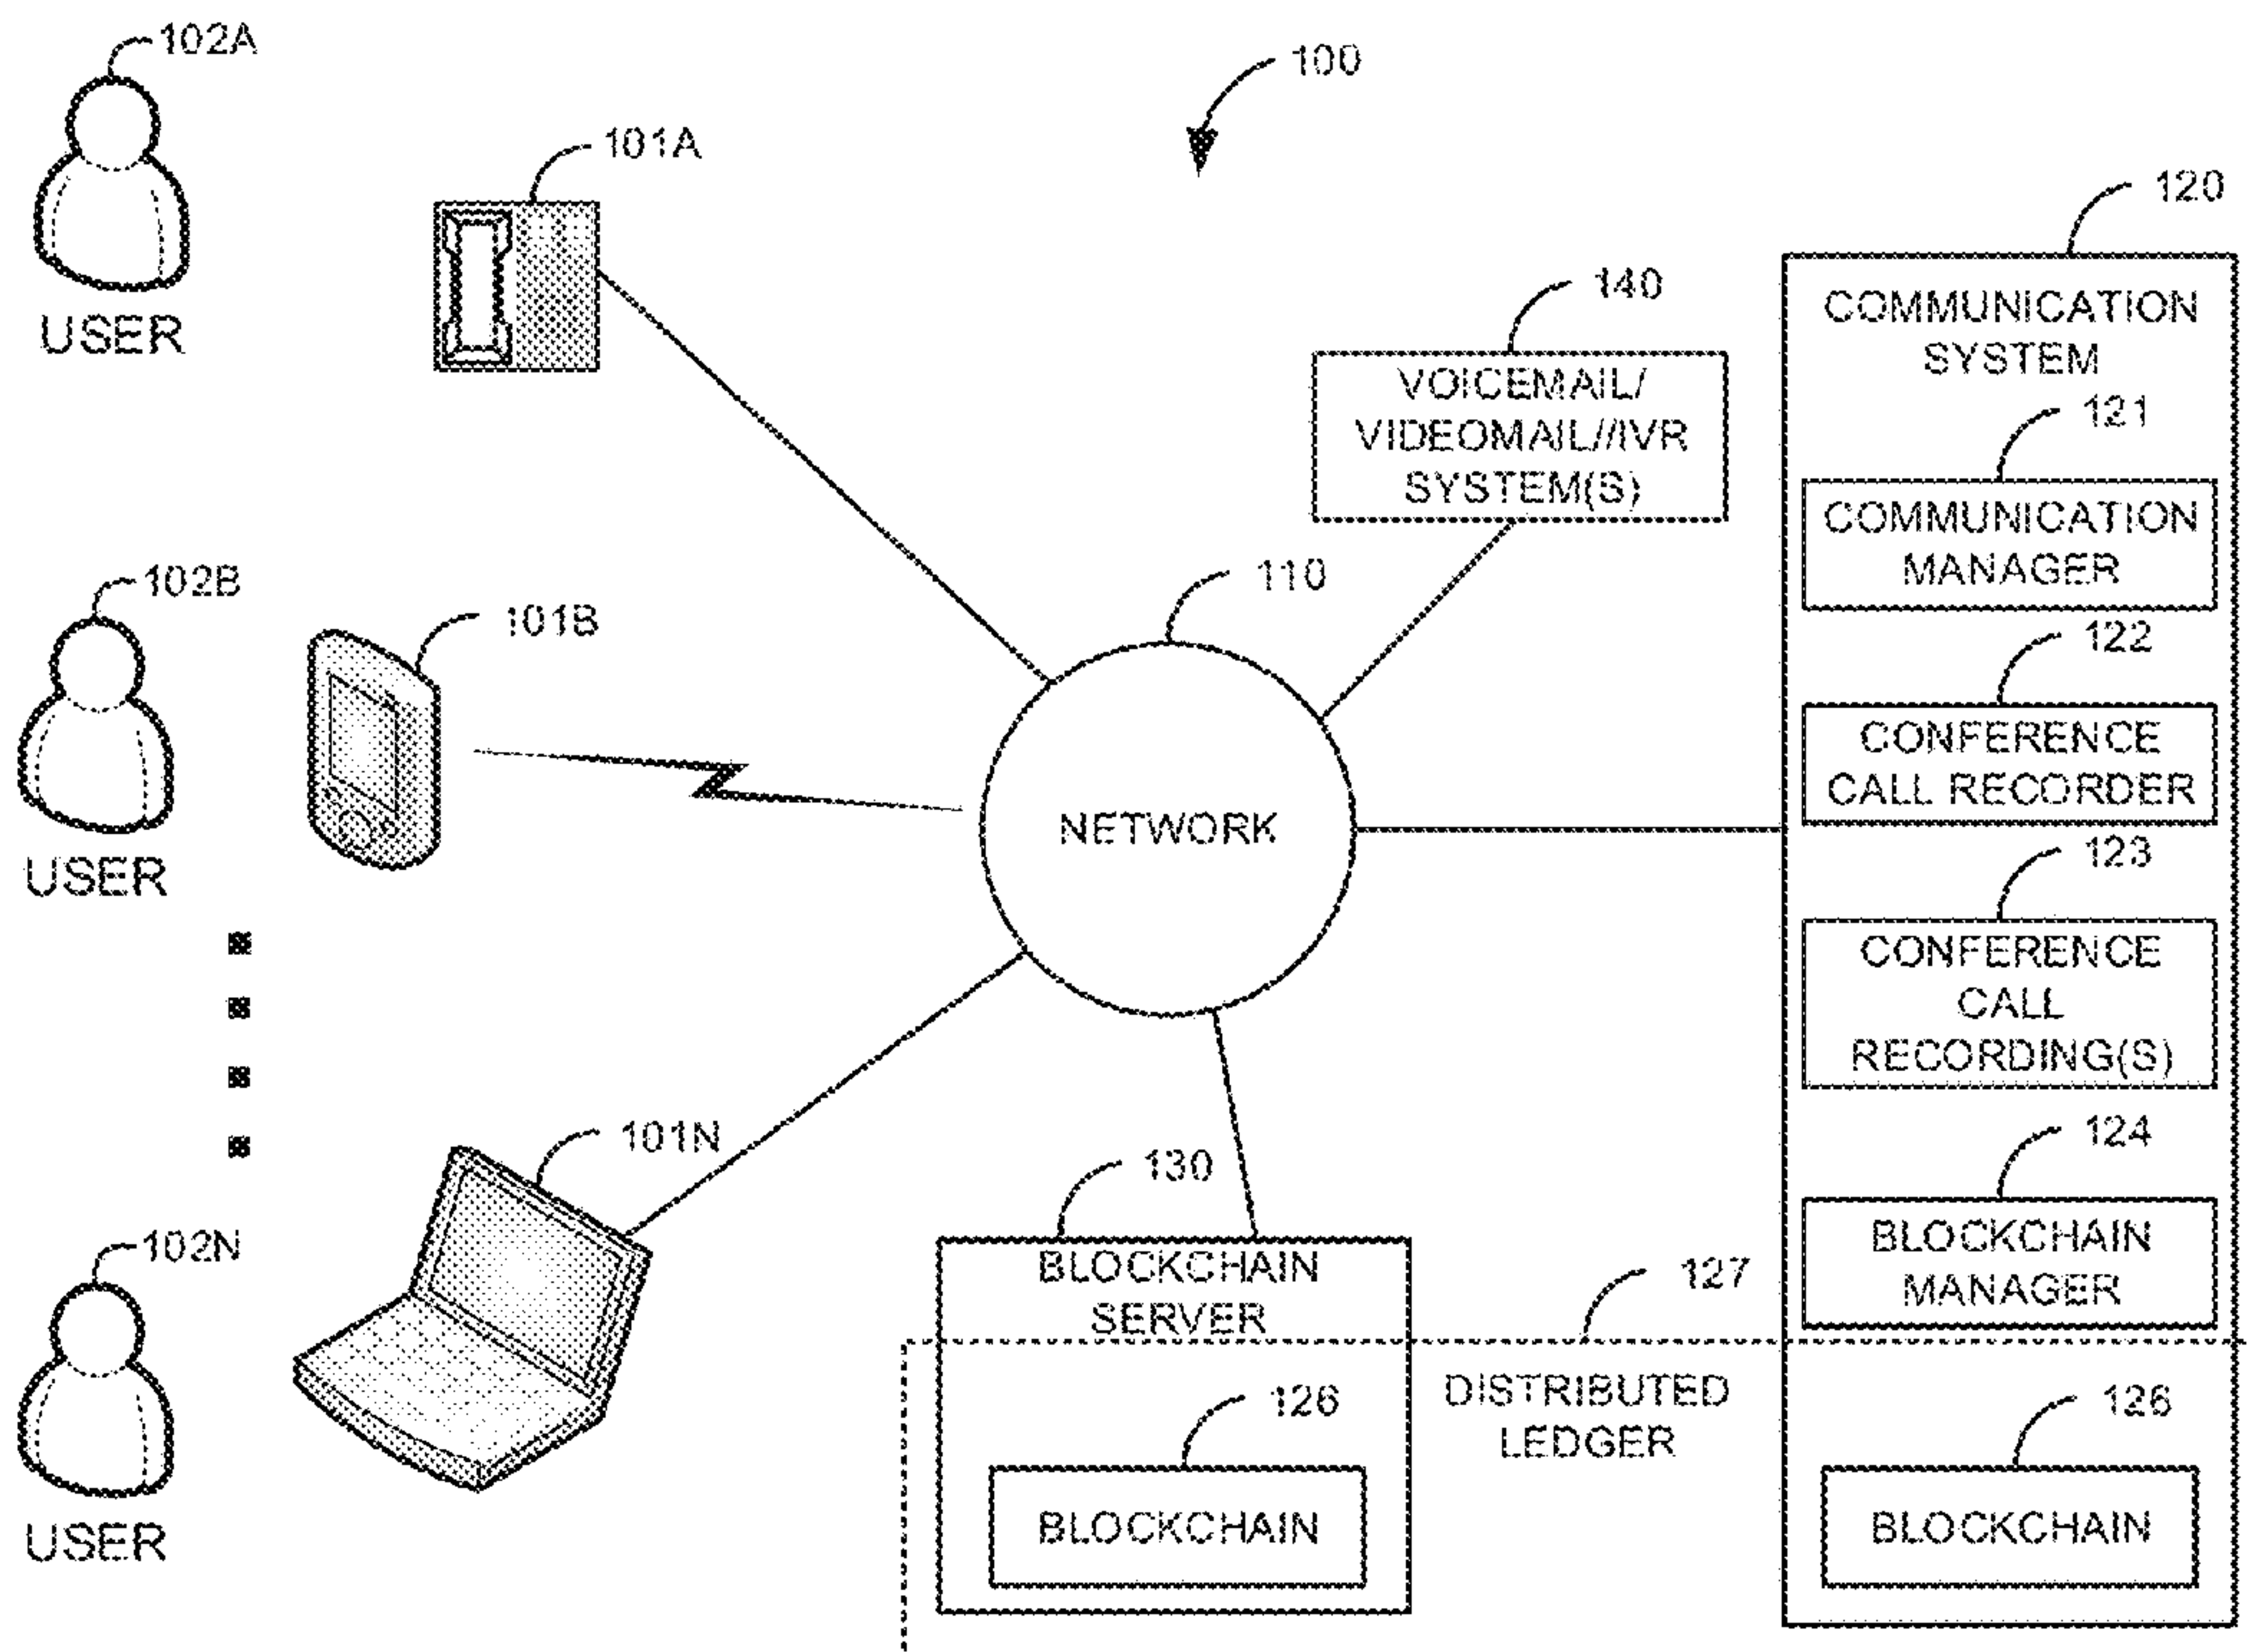 102A
100
101A
120
USER
140
COMMUNICATION
SYSTEM
VOICEMAIL/
VIDEOMAIL//IVR
SYSTEM(S)
121
COMMUNICATION
MANAGER
102B
110
101B
122
CONFERENCE
CALL RECORDER
NETWORK
USER
123
CONFERENCE
CALL
RECORDING(S)
101N
124
130
102N
BLOCKCHAIN
MANAGER
BLOCKCHAIN
SERVER
127
DISTRIBUTED
LEDGER
126
126
BLOCKCHAIN
BLOCKCHAIN
USER